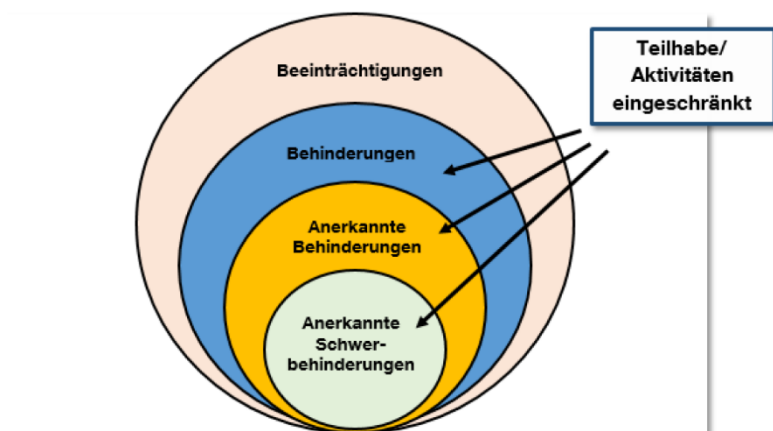 Teilhabe/
Aktivitäten
eingeschränkt
Beeinträchtigungen
Behinderungen
Anerkannte
Behinderungen
Anerkannte
Schwer-
behinderungen